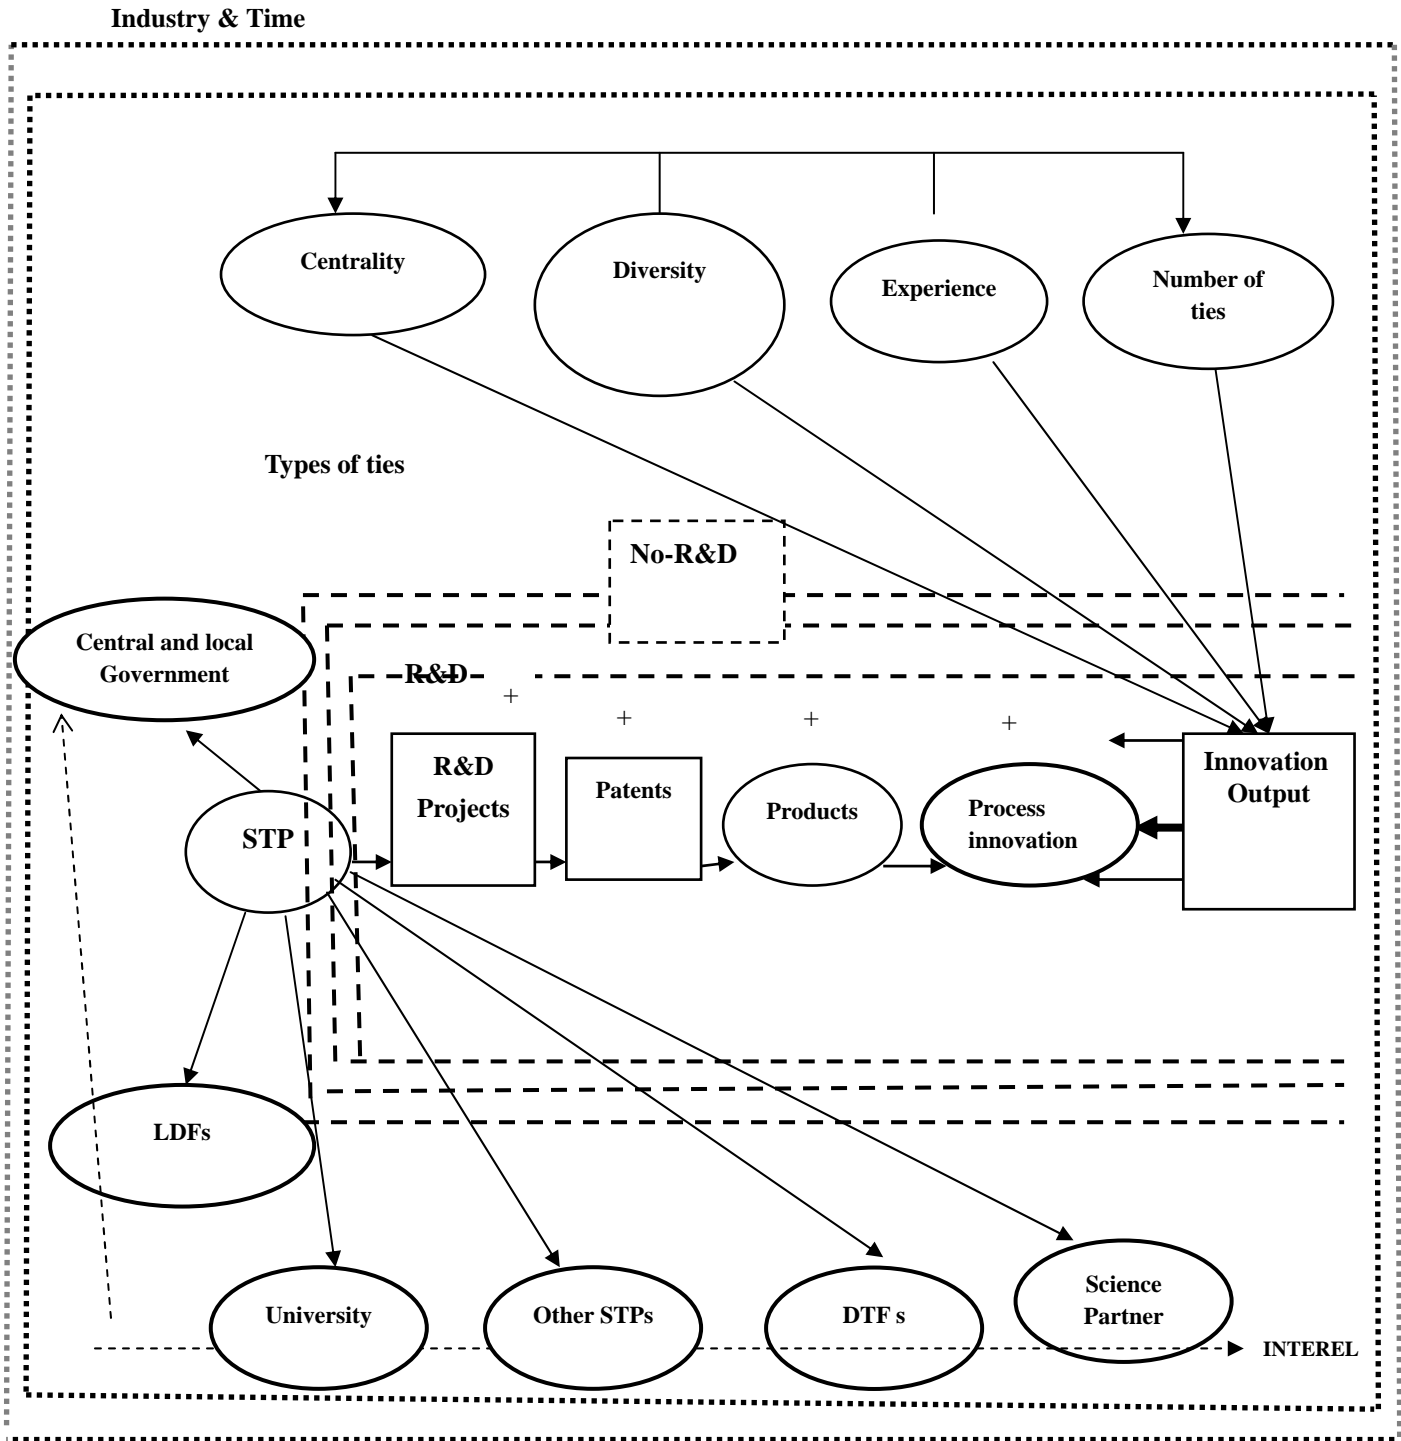 Industry & Time
Centrality
Diversity
Experience
Number of
ties
Types of ties
No-R&D
Central and local
Government
R&D
+
+
+
+
R&D
Projects
Patents
Products
Process
innovation
Innovation
Output
STP
LDFs
University
Other STPs
DTF s
Science
Partner
INTEREL